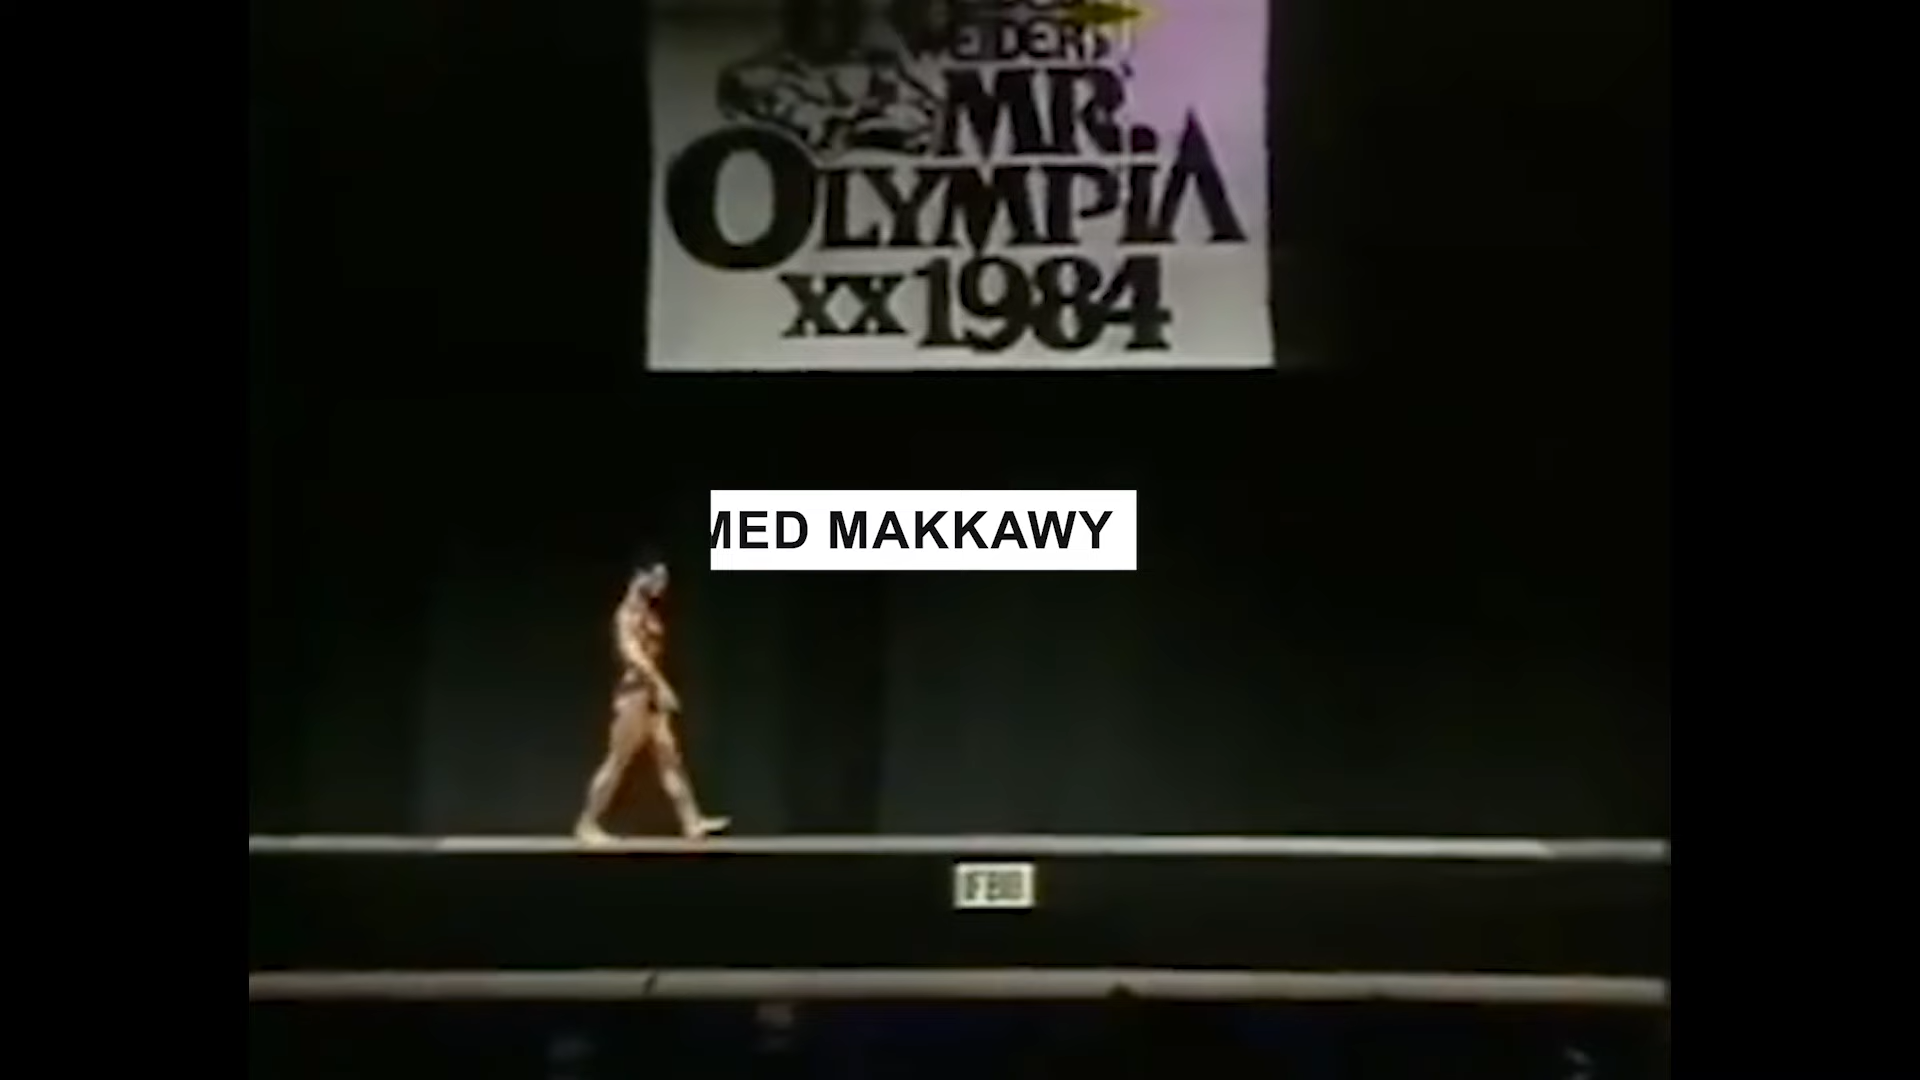 WEIDER'S
MR.
OLYMPIA
XX 1984
MED MAKKAWY
IFBB